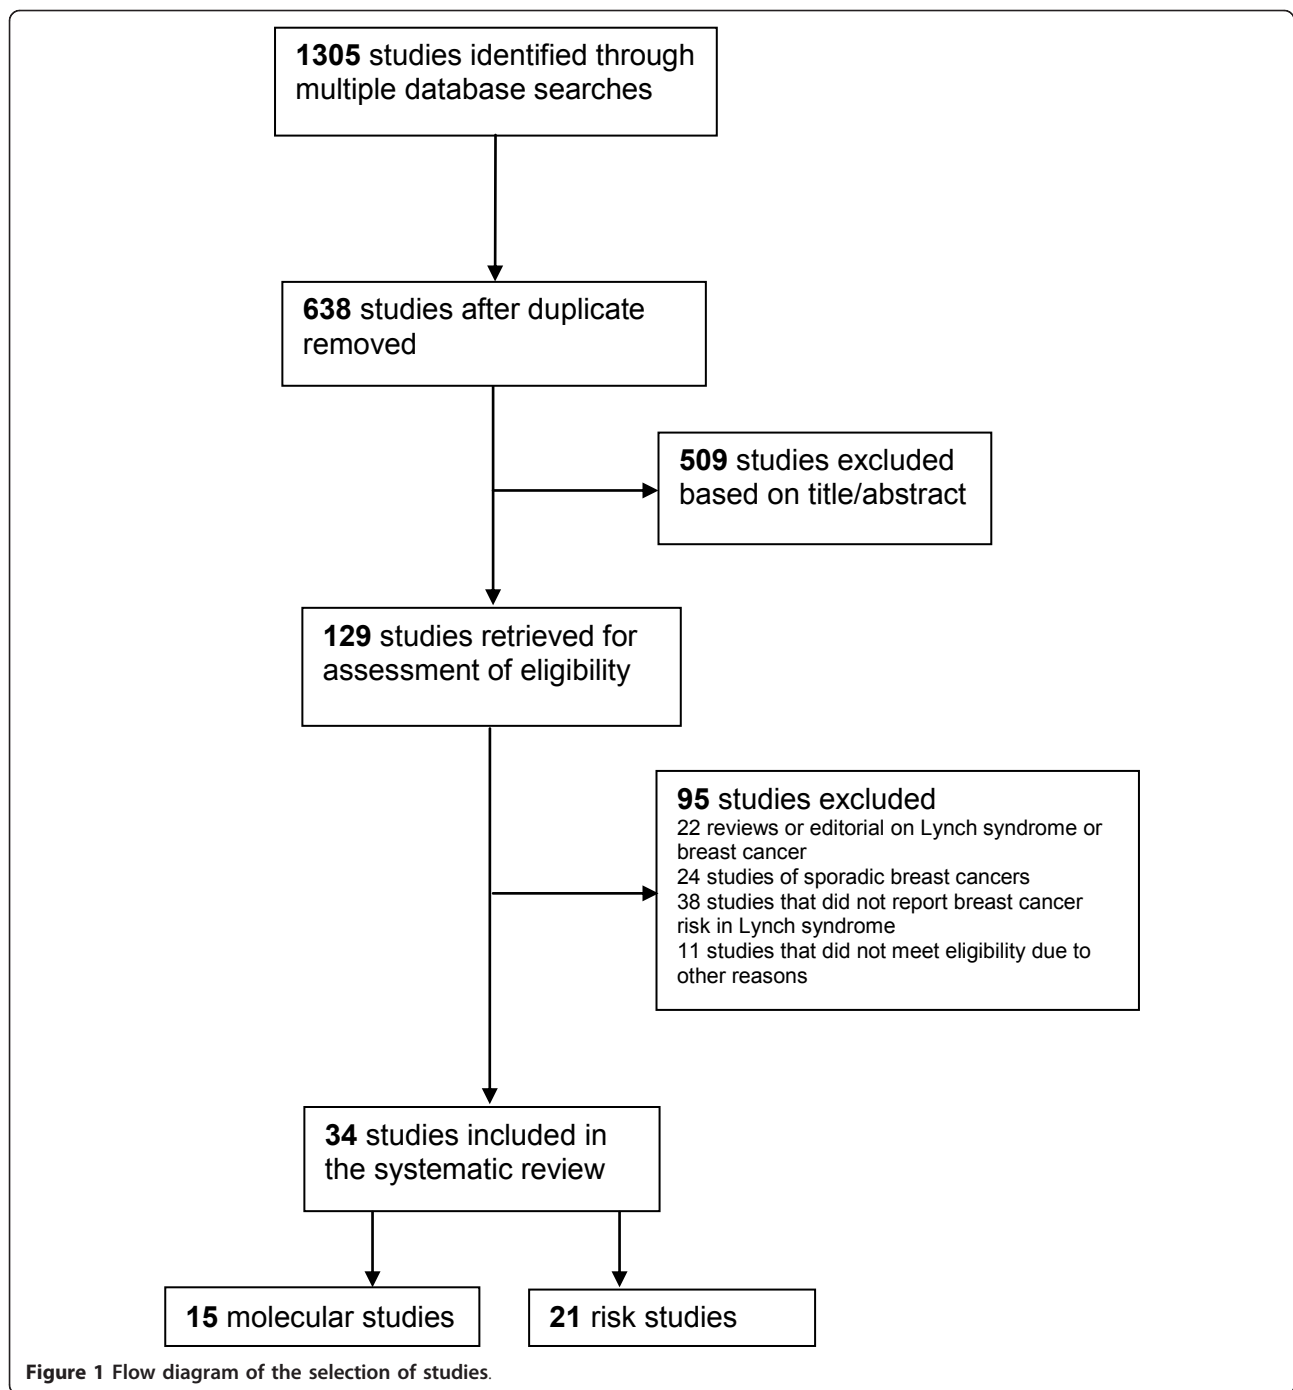 1305 studies identified through
multiple database searches
638 studies after duplicate
removed
509 studies excluded
based on title/abstract
129 studies retrieved for
assessment of eligibility
95 studies excluded
22 reviews or editorial on Lynch syndrome or
breast cancer
24 studies of sporadic breast cancers
38 studies that did not report breast cancer
risk in Lynch syndrome
11 studies that did not meet eligibility due to
other reasons
34 studies included in
the systematic review
15 molecular studies
21 risk studies
Figure 1 Flow diagram of the selection of studies.